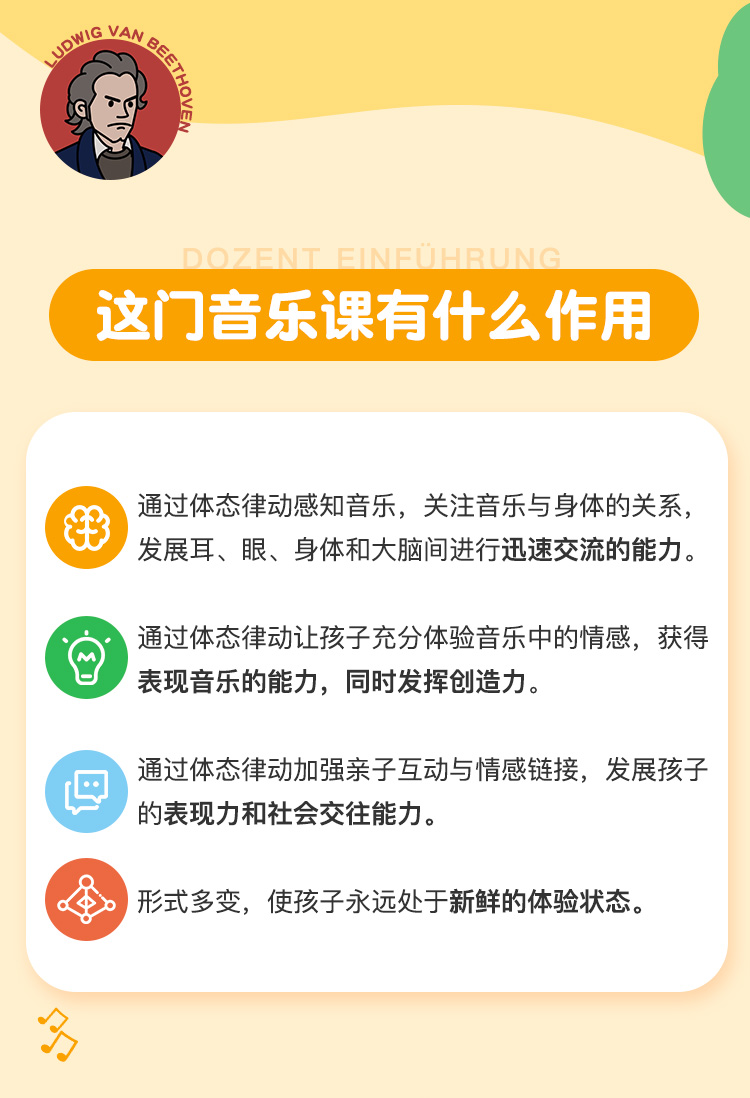 LUDWIG VAN BEETHOVEN
DOZENT EINFÜHRUNG
这门音乐课有什么作用
通过体态律动感知音乐，关注音乐与身体的关系，
发展耳、眼、身体和大脑间进行迅速交流的能力。
通过体态律动让孩子充分体验音乐中的情感，获得
表现音乐的能力，同时发挥创造力。
通过体态律动加强亲子互动与情感链接，发展孩子
的表现力和社会交往能力。
形式多变，使孩子永远处于新鲜的体验状态。